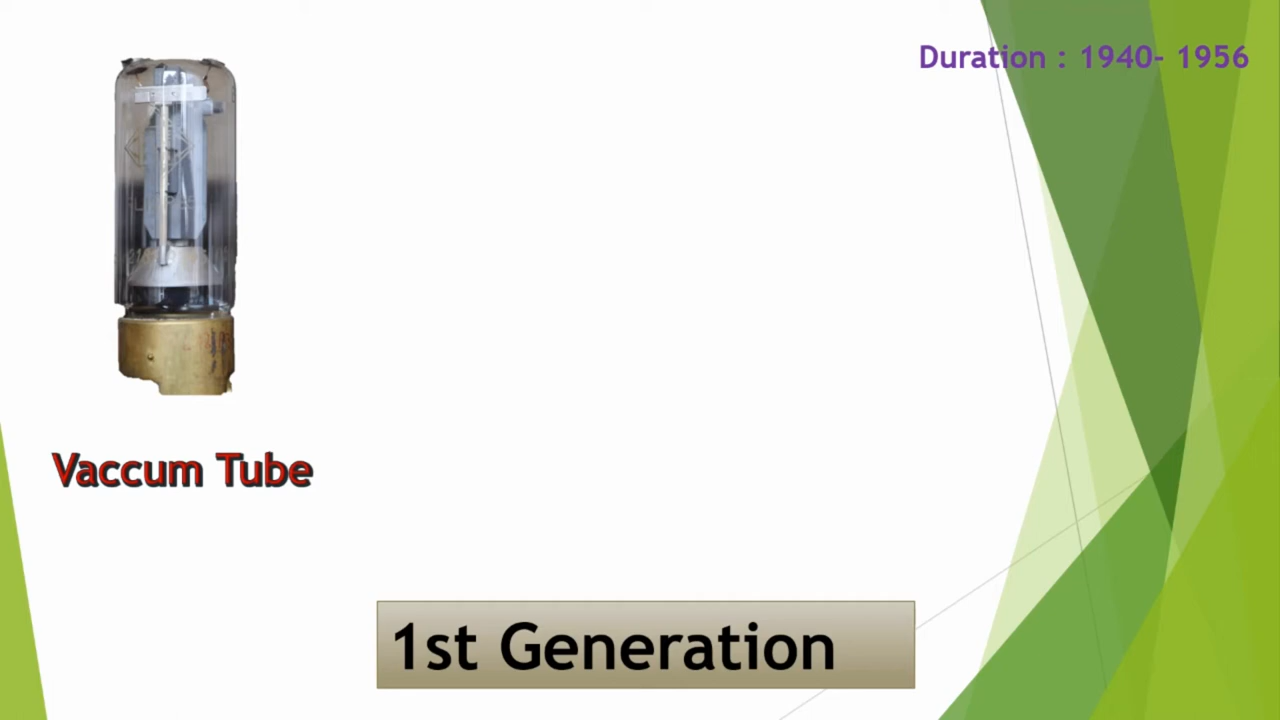 Duration : 1940- 1956
Vaccum Tube
1st Generation